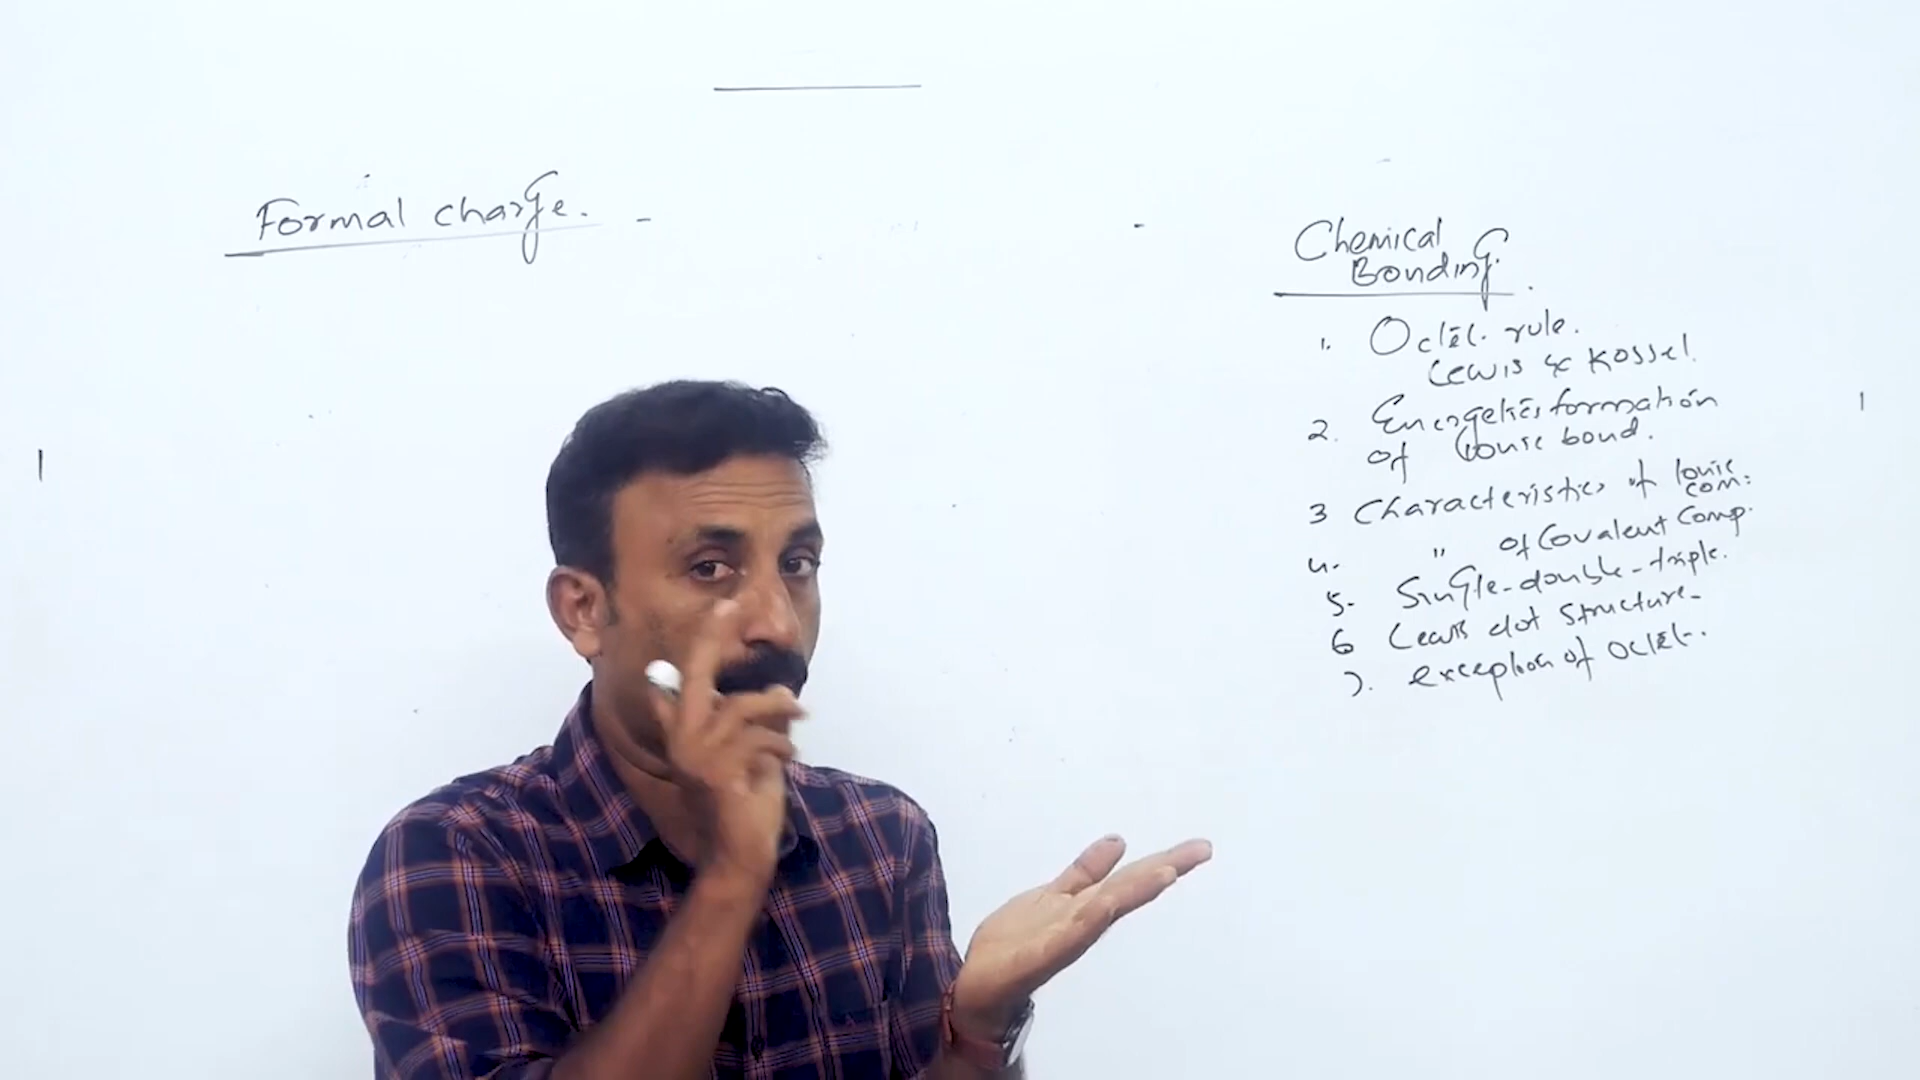 Formal charge. -
Chemical
Bonding.
1. Octet. rule.
Lewis & Kossel.
2. Energetics formation
of Ionic bond.
3 Characteristics of Ionic
com:
4. " of Covalent Comp.
5. Single-double-triple.
6 Lewis dot structure-
7. exception of Octet-.